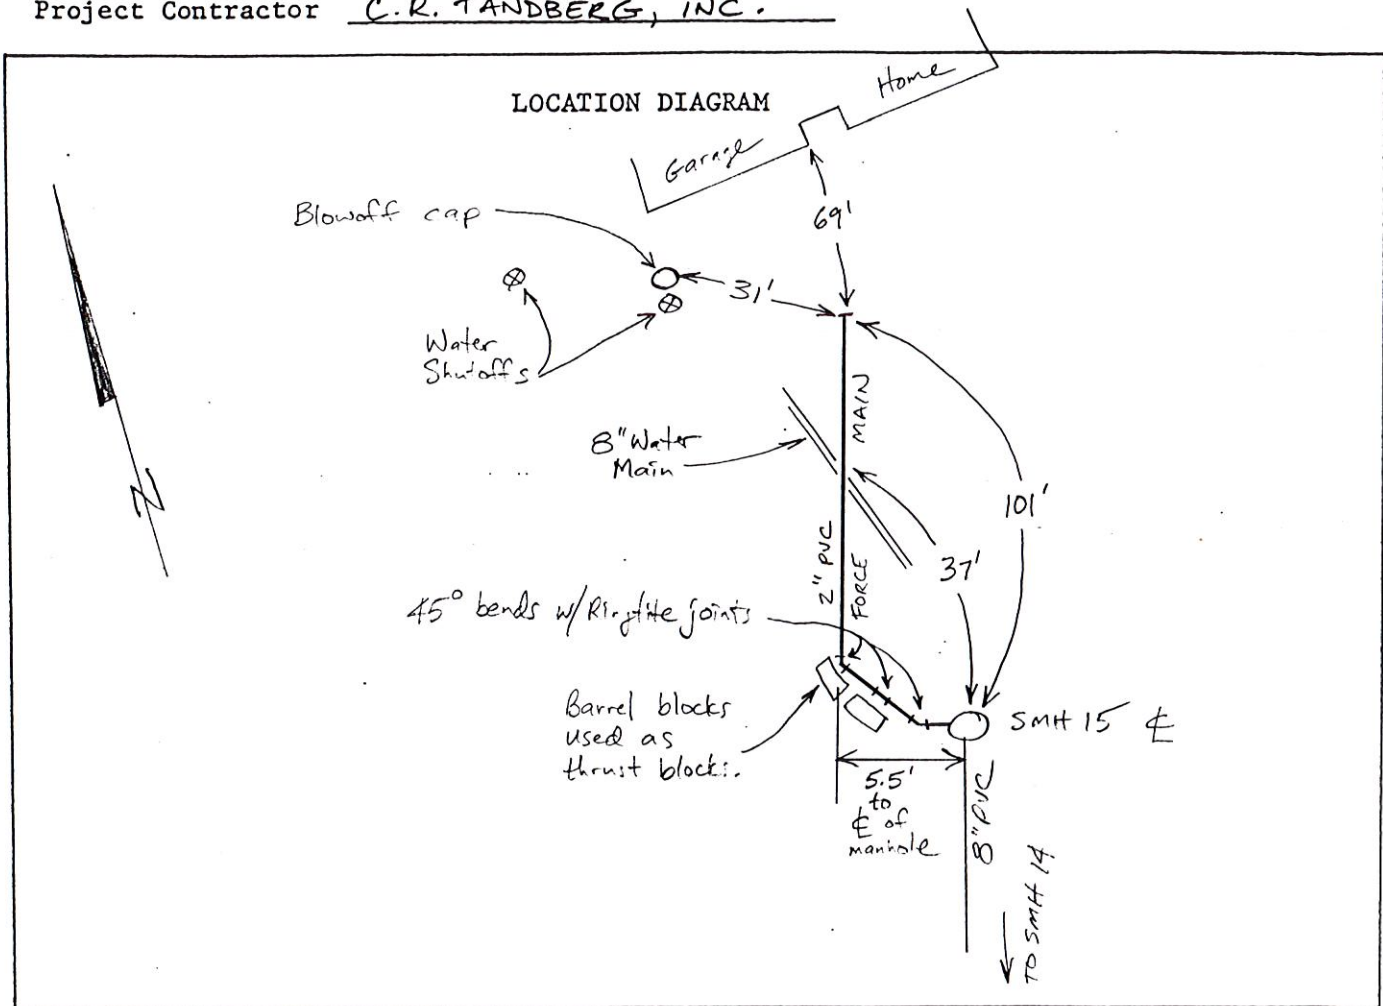 Project Contractor C.R. TANDBERG, INC.
LOCATION DIAGRAM
Home
Garage
Blowoff cap
69'
31'
Water
Shutoffs
8" Water
Main
MAIN
101'
2" PVC
FORCE
37'
45° bends w/Ringtite joints
Barrel blocks
used as
thrust blocks.
SMH 15 ℄
5.5'
to
℄ of
manhole
8" PVC
TO SMH 14
N